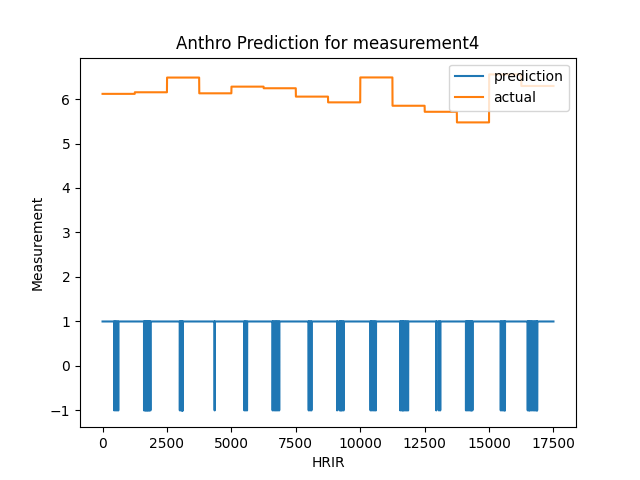 Anthro Prediction for measurement4
prediction
actual
Measurement
6
5
4
3
2
1
0
−1
0 2500 5000 7500 10000 12500 15000 17500
HRIR